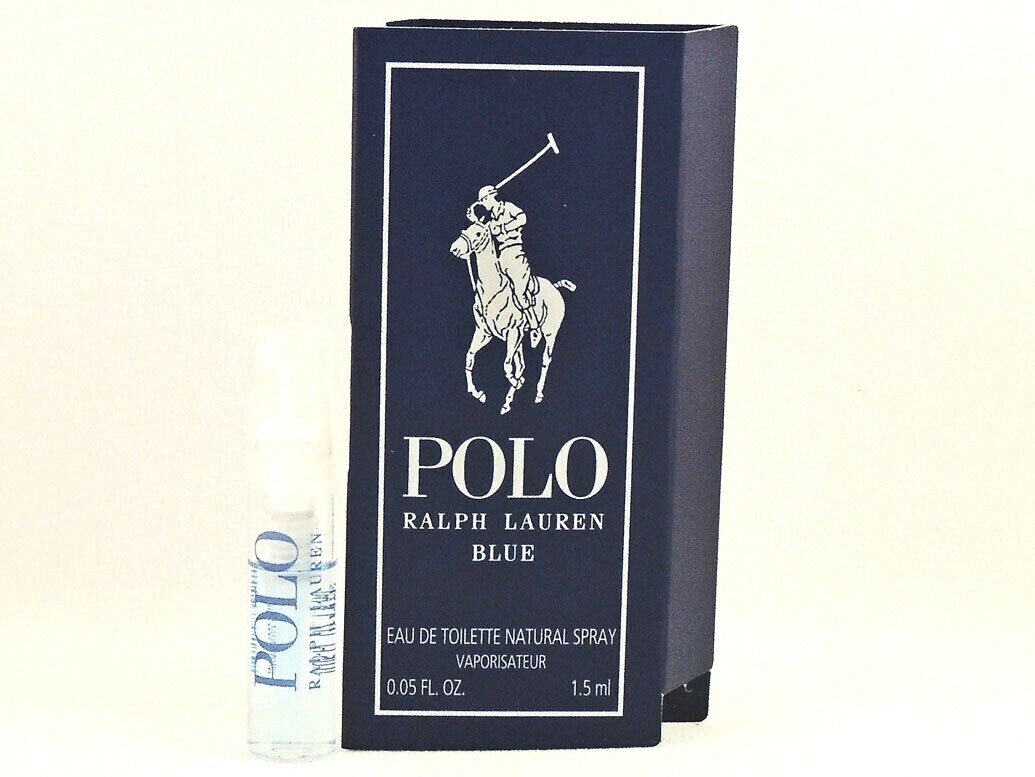 POLO
RALPH LAUREN
BLUE
EAU DE TOILETTE NATURAL SPRAY
VAPORISATEUR
0.05 FL. OZ. 1.5 ml
POLO
RALPH LAUREN